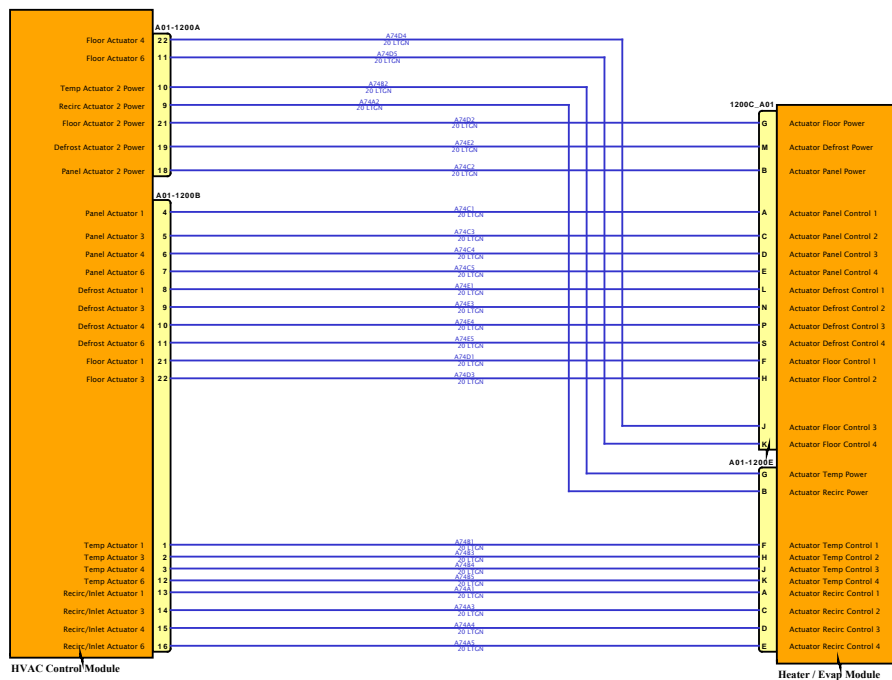 A01-1200A
Floor Actuator 4 22 A74D4 20 LTGN
Floor Actuator 6 11 A74D5 20 LTGN
Temp Actuator 2 Power 10 A74B2 20 LTGN
Recirc Actuator 2 Power 9 A74A2 20 LTGN
1200C_A01
Floor Actuator 2 Power 21 A74D2 20 LTGN G Actuator Floor Power
Defrost Actuator 2 Power 19 A74E2 20 LTGN M Actuator Defrost Power
Panel Actuator 2 Power 18 A74C2 20 LTGN B Actuator Panel Power
A01-1200B
Panel Actuator 1 4 A74C1 20 LTGN A Actuator Panel Control 1
Panel Actuator 3 5 A74C3 20 LTGN C Actuator Panel Control 2
Panel Actuator 4 6 A74C4 20 LTGN D Actuator Panel Control 3
Panel Actuator 6 7 A74C5 20 LTGN E Actuator Panel Control 4
Defrost Actuator 1 8 A74E1 20 LTGN L Actuator Defrost Control 1
Defrost Actuator 3 9 A74E3 20 LTGN N Actuator Defrost Control 2
Defrost Actuator 4 10 A74E4 20 LTGN P Actuator Defrost Control 3
Defrost Actuator 6 11 A74E5 20 LTGN S Actuator Defrost Control 4
Floor Actuator 1 21 A74D1 20 LTGN F Actuator Floor Control 1
Floor Actuator 3 22 A74D3 20 LTGN H Actuator Floor Control 2
J Actuator Floor Control 3
K Actuator Floor Control 4
A01-1200E
G Actuator Temp Power
B Actuator Recirc Power
Temp Actuator 1 1 A74B1 20 LTGN F Actuator Temp Control 1
Temp Actuator 3 2 A74B3 20 LTGN H Actuator Temp Control 2
Temp Actuator 4 3 A74B4 20 LTGN J Actuator Temp Control 3
Temp Actuator 6 12 A74B5 20 LTGN K Actuator Temp Control 4
Recirc/Inlet Actuator 1 13 A74A1 20 LTGN A Actuator Recirc Control 1
Recirc/Inlet Actuator 3 14 A74A3 20 LTGN C Actuator Recirc Control 2
Recirc/Inlet Actuator 4 15 A74A4 20 LTGN D Actuator Recirc Control 3
Recirc/Inlet Actuator 6 16 A74A5 20 LTGN E Actuator Recirc Control 4
HVAC Control Module
Heater / Evap Module